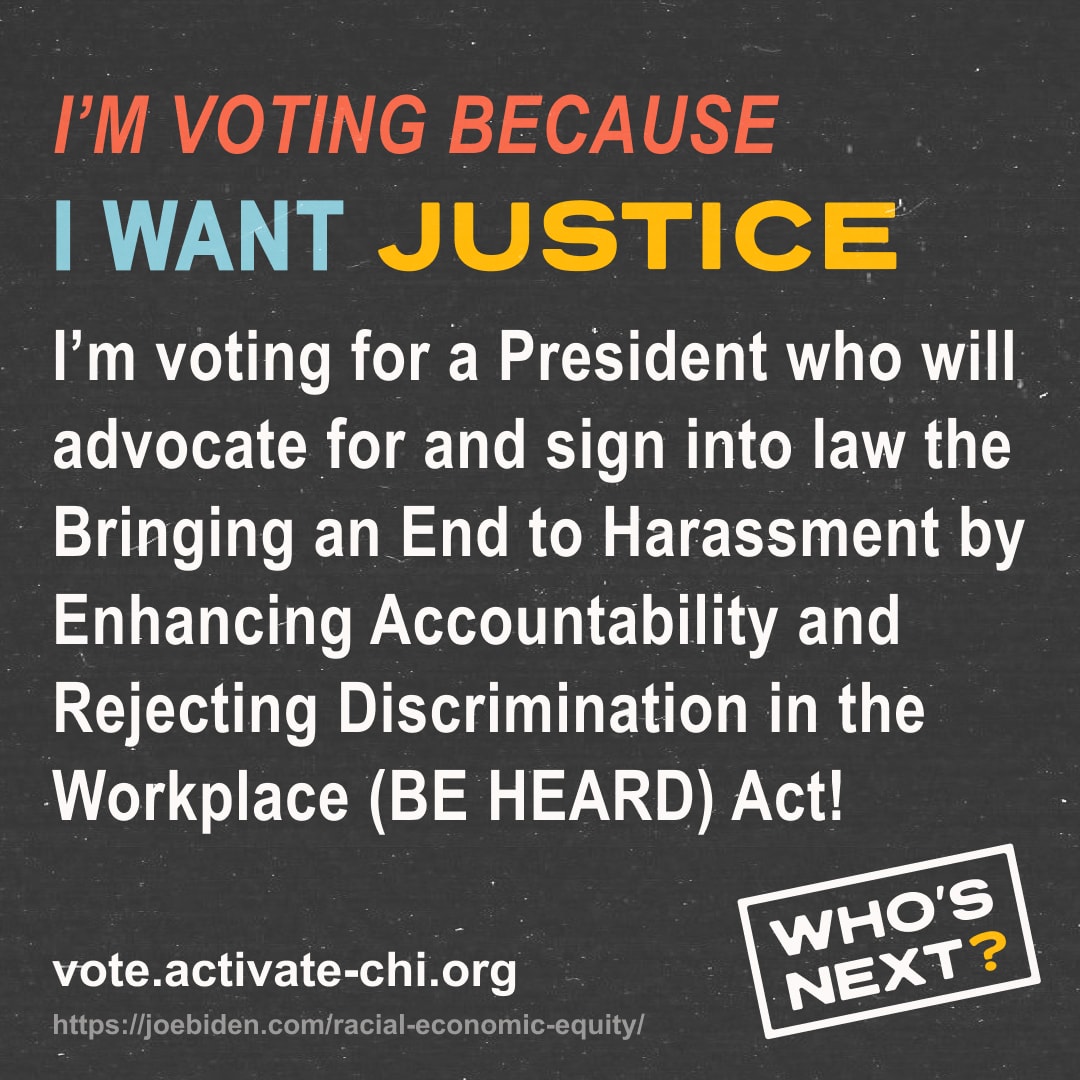 I'M VOTING BECAUSE
I WANT JUSTICE
I'm voting for a President who will
advocate for and sign into law the
Bringing an End to Harassment by
Enhancing Accountability and
Rejecting Discrimination in the
Workplace (BE HEARD) Act!
WHO'S
NEXT?
vote.activate-chi.org
https://joebiden.com/racial-economic-equity/